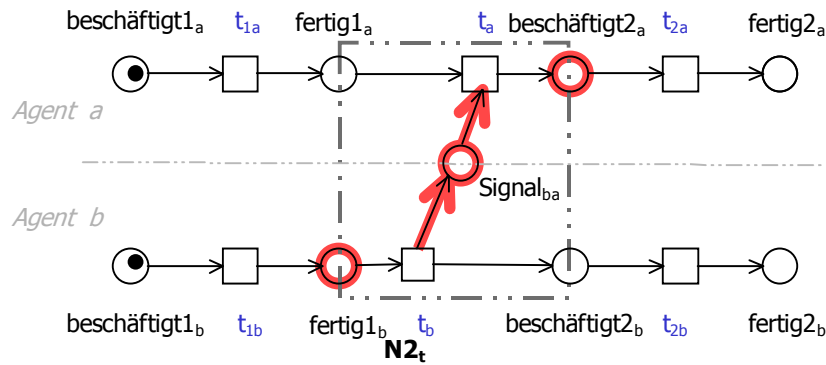 beschäftigt1a t1a fertig1a ta beschäftigt2a t2a fertig2a
Agent a
Signalba
Agent b
beschäftigt1b t1b fertig1b tb beschäftigt2b t2b fertig2b
N2t